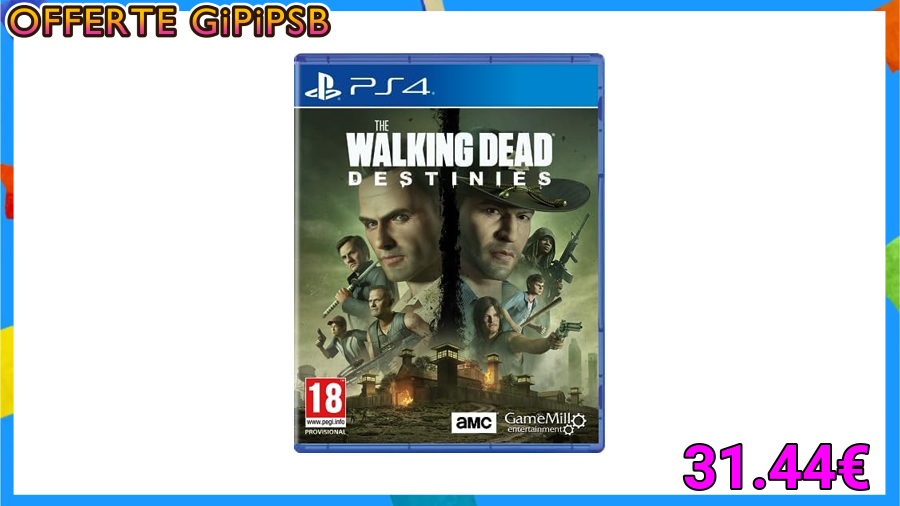 OFFERTE GiPiPSB
PS4
THE
WALKING DEAD
DESTINIES
18
www.pegi.info
PROVISIONAL
aMC
GameMill
entertainment
31.44€